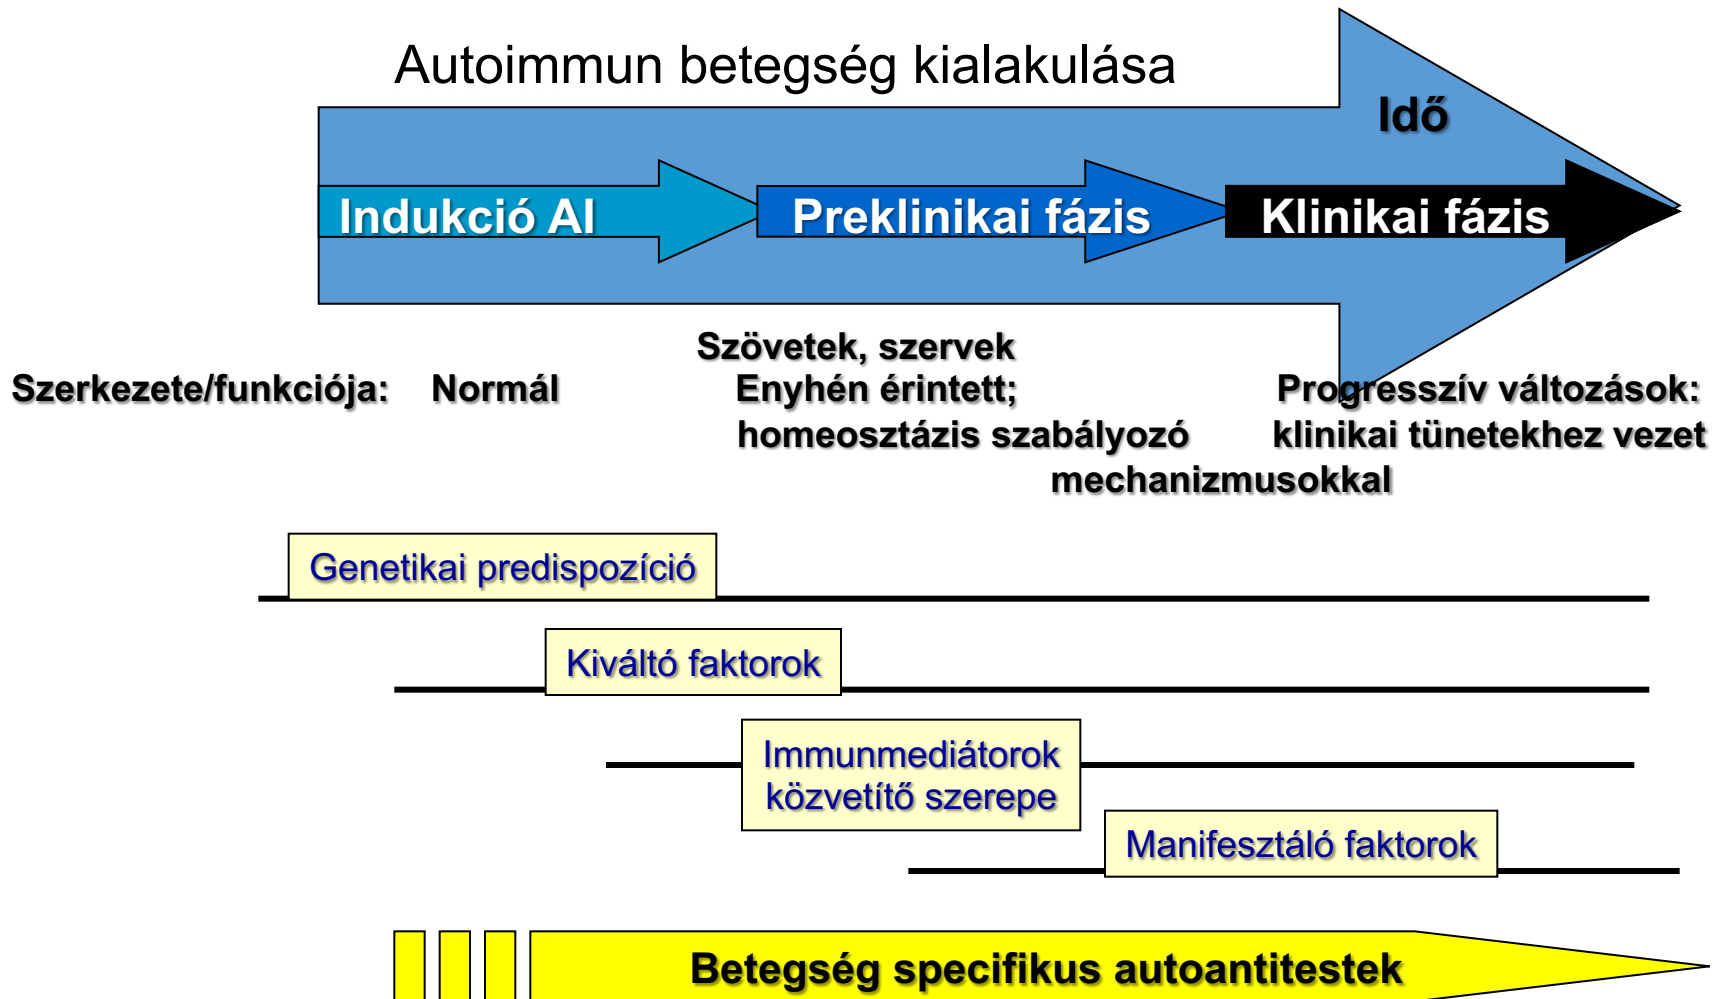 Autoimmun betegség kialakulása
Idő
Indukció AI
Preklinikai fázis
Klinikai fázis
Szövetek, szervek
Szerkezete/funkciója: Normál Enyhén érintett; Progresszív változások:
homeosztázis szabályozó klinikai tünetekhez vezet
mechanizmusokkal
Genetikai predispozíció
Kiváltó faktorok
Immunmediátorok
közvetítő szerepe
Manifesztáló faktorok
Betegség specifikus autoantitestek